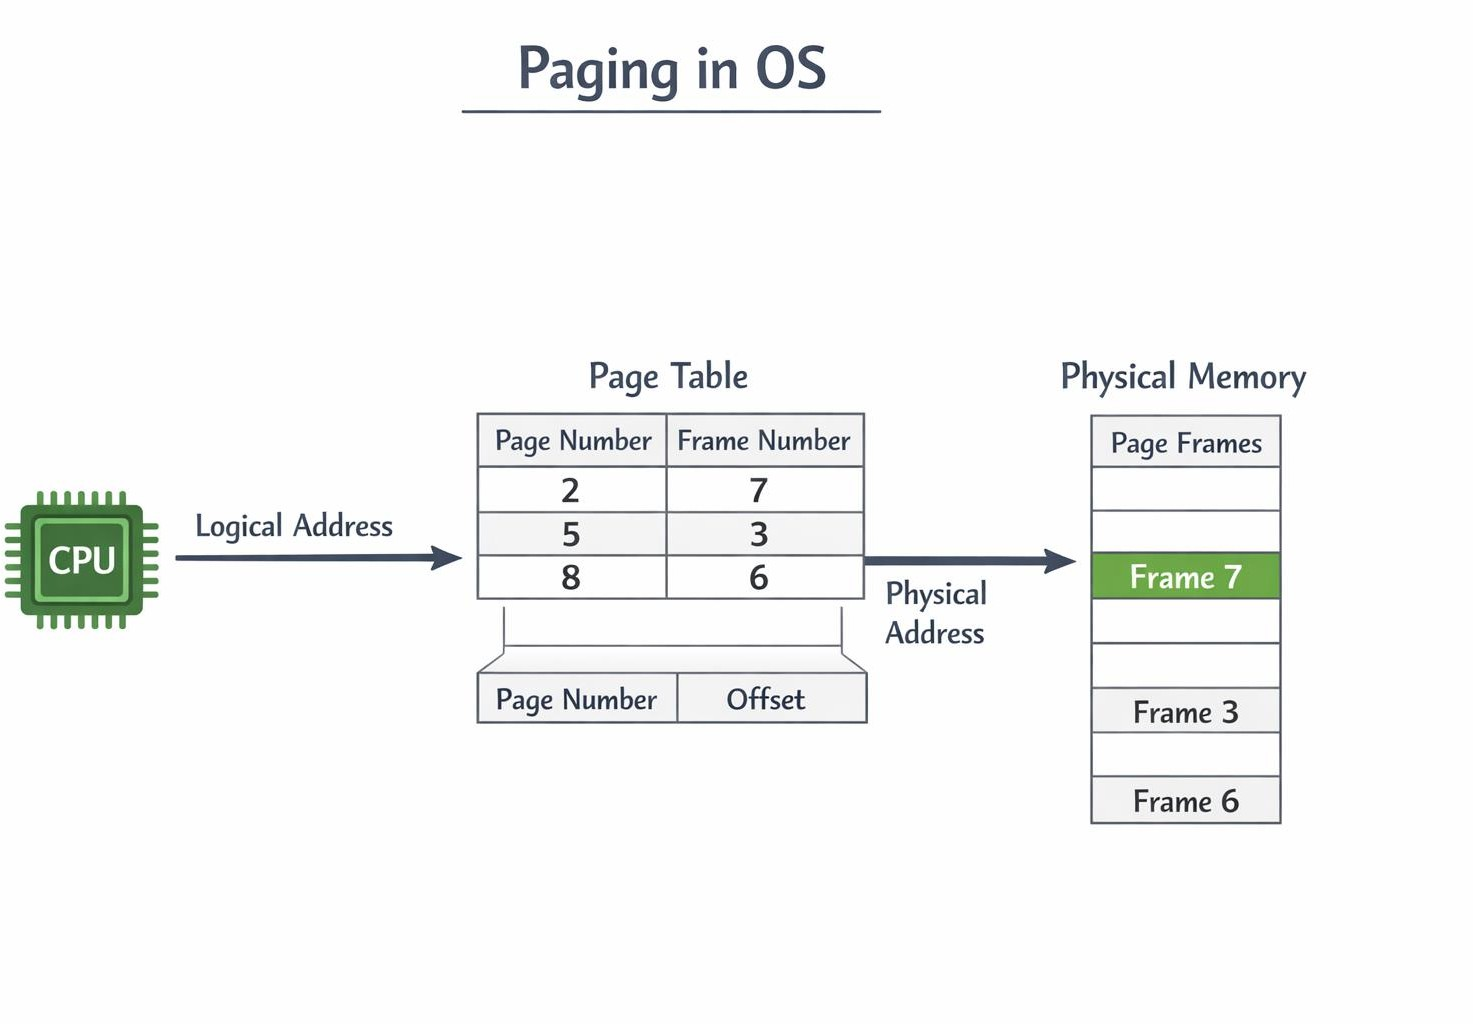 Paging in OS
Page Table
Physical Memory
Page Number Frame Number
Page Frames
2 7
CPU
Logical Address
5 3
8 6
Frame 7
Physical
Address
Page Number Offset
Frame 3
Frame 6